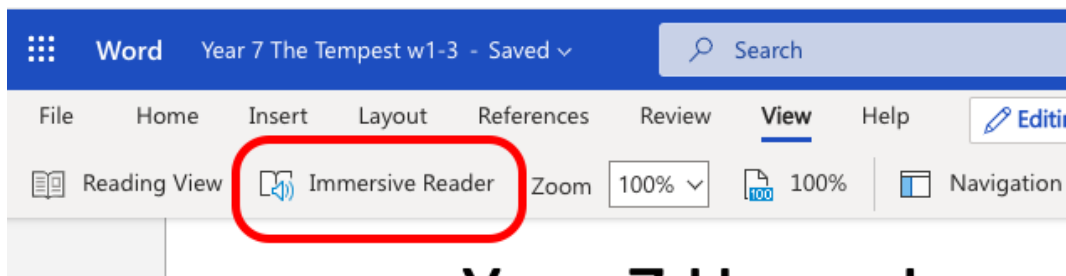 Word Year 7 The Tempest w1-3 - Saved Search
File Home Insert Layout References Review View Help
Reading View Immersive Reader Zoom 100% 100 100% Navigation